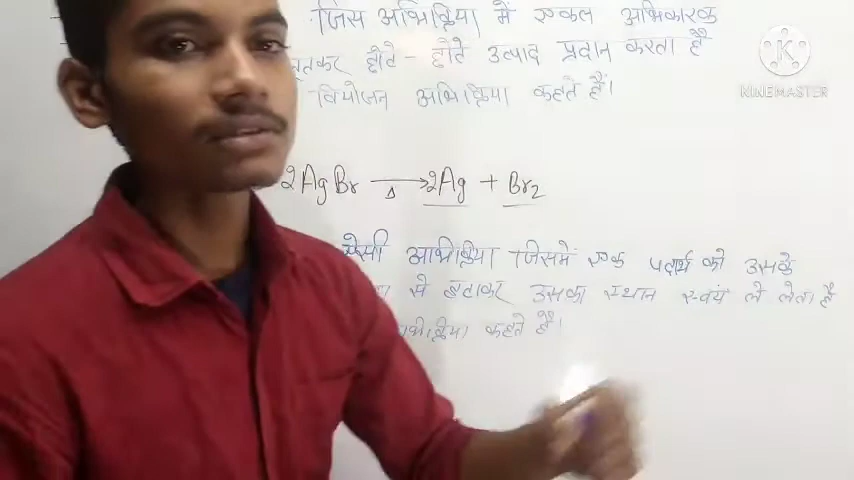 जिस अभिक्रिया में एकल अभिकारक
टूटकर होते - होते उत्पाद प्रदान करता है
वियोजन अभिक्रिया कहते हैं।
2AgBr →Δ 2Ag + Br₂
ऐसी अभिक्रिया जिसमें एक पदार्थ को उसके
से हटाकर उसका स्थान स्वयं ले लेता है
कहते है।
KINEMASTER